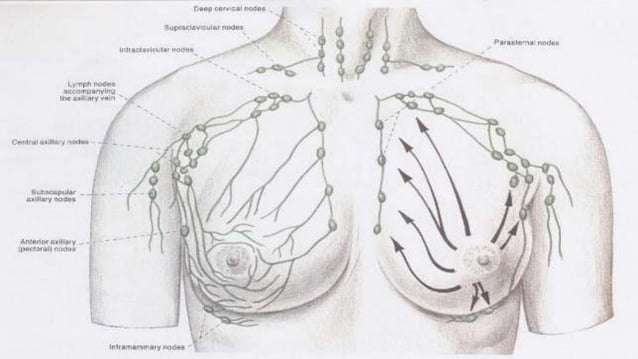 Deep cervical nodes
Supraclavicular nodes
Infraclavicular nodes
Parasternal nodes
Lymph nodes
accompanying
the axillary vein
Central axillary nodes
Subscapular
axillary nodes
Anterior axillary
(pectoral) nodes
Inframammary nodes